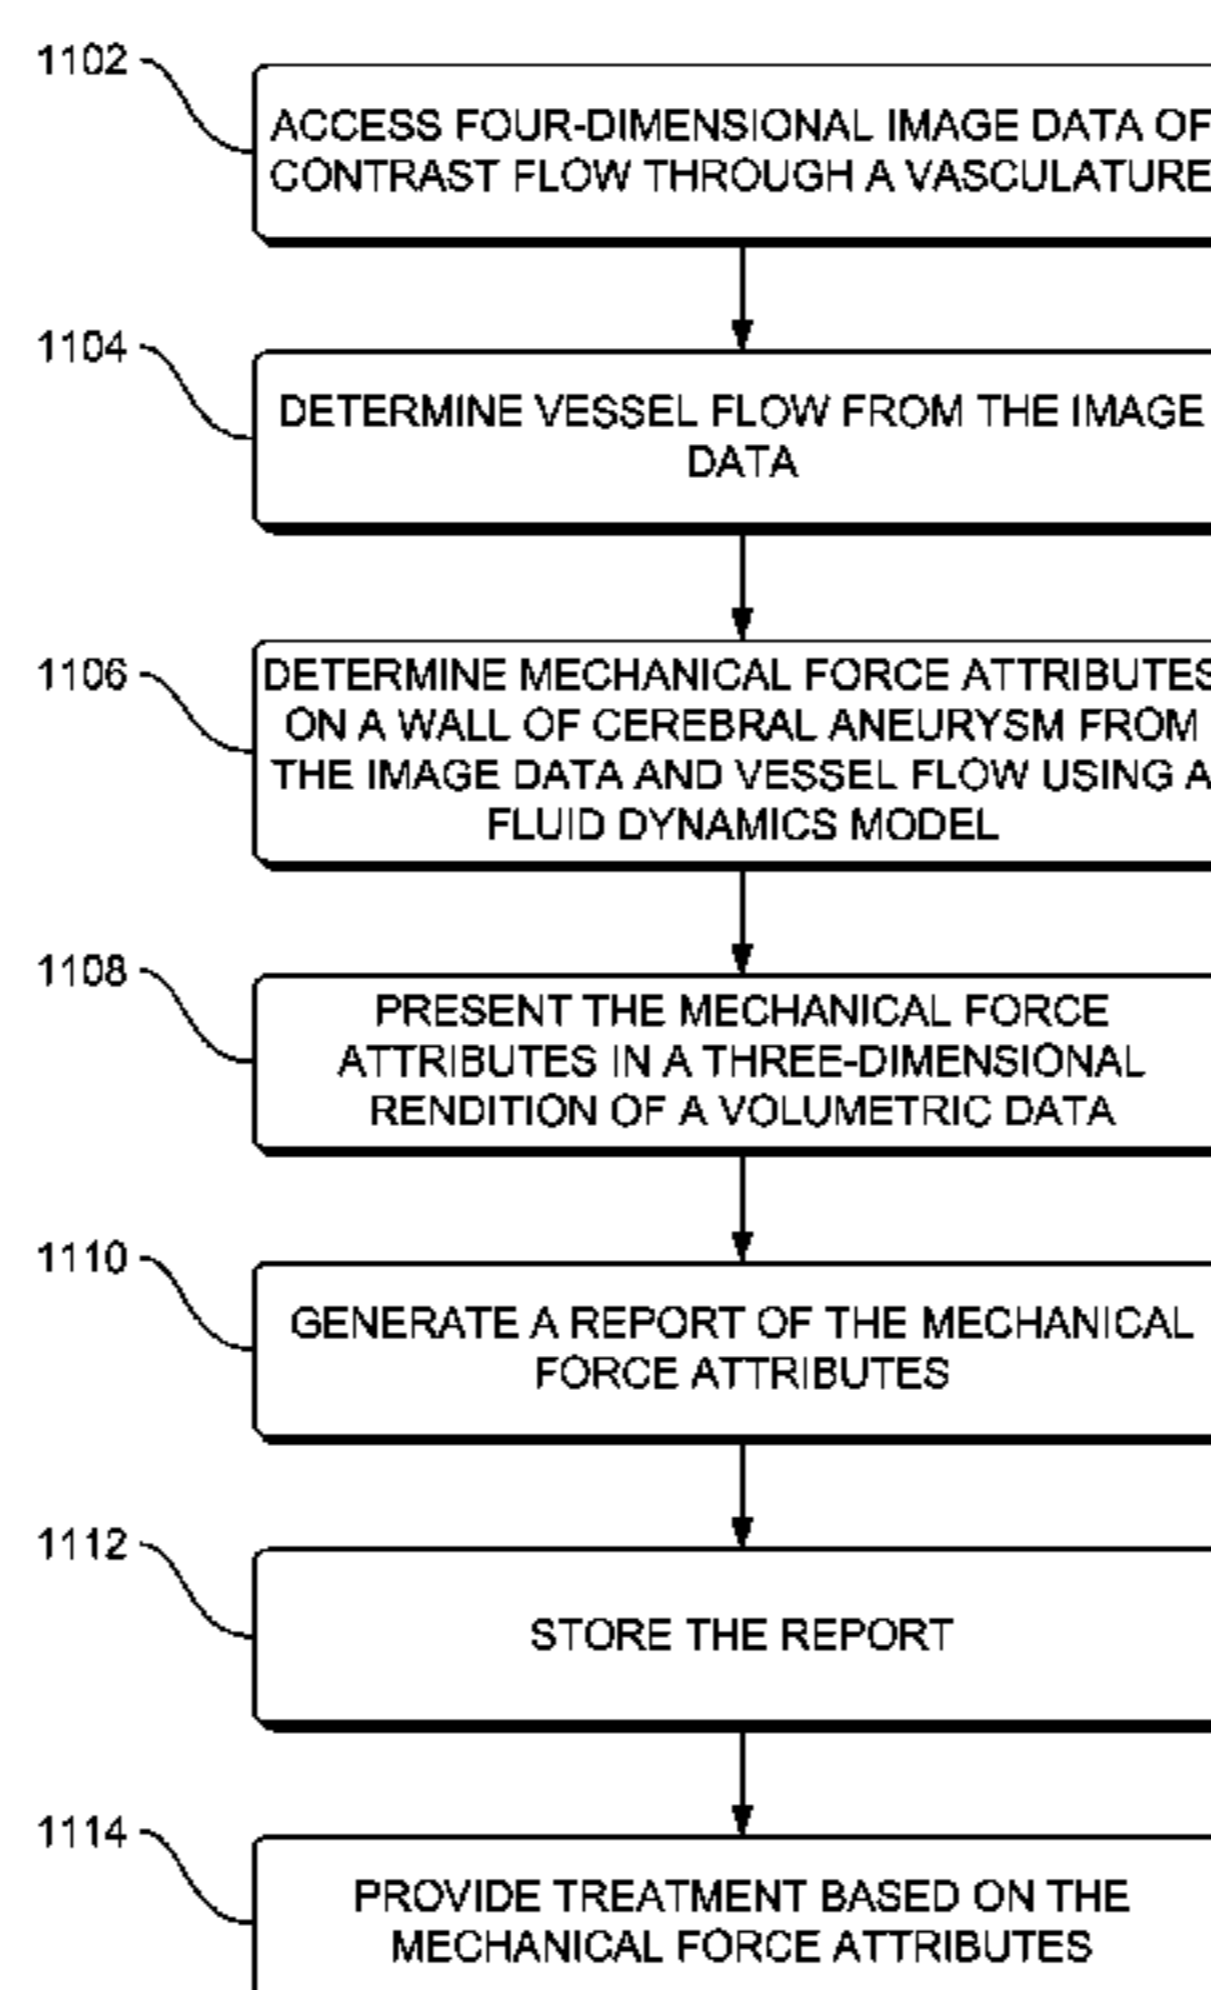 1102
ACCESS FOUR-DIMENSIONAL IMAGE DATA OF
CONTRAST FLOW THROUGH A VASCULATURE
1104
DETERMINE VESSEL FLOW FROM THE IMAGE
DATA
1106
DETERMINE MECHANICAL FORCE ATTRIBUTES
ON A WALL OF CEREBRAL ANEURYSM FROM
THE IMAGE DATA AND VESSEL FLOW USING A
FLUID DYNAMICS MODEL
1108
PRESENT THE MECHANICAL FORCE
ATTRIBUTES IN A THREE-DIMENSIONAL
RENDITION OF A VOLUMETRIC DATA
1110
GENERATE A REPORT OF THE MECHANICAL
FORCE ATTRIBUTES
1112
STORE THE REPORT
1114
PROVIDE TREATMENT BASED ON THE
MECHANICAL FORCE ATTRIBUTES